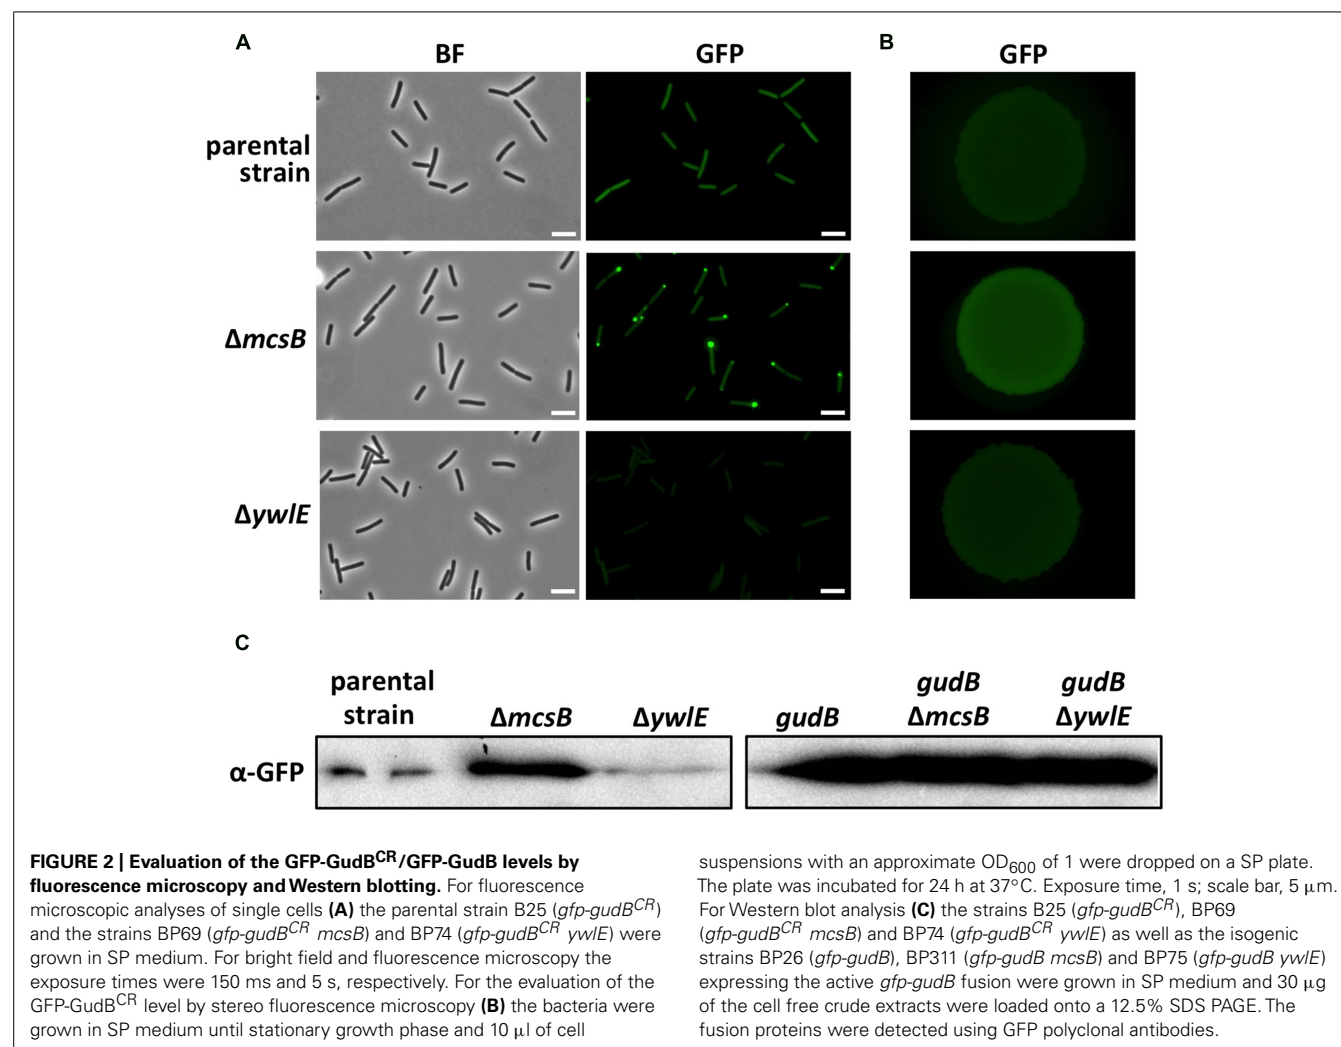 A
B
BF
GFP
GFP
parental
strain
ΔmcsB
ΔywlE
C
parental
strain
ΔmcsB
ΔywlE
gudB
gudB
ΔmcsB
gudB
ΔywlE
α-GFP
FIGURE 2 | Evaluation of the GFP-GudBCR/GFP-GudB levels by
fluorescence microscopy and Western blotting. For fluorescence
microscopic analyses of single cells (A) the parental strain B25 (gfp-gudBCR)
and the strains BP69 (gfp-gudBCR mcsB) and BP74 (gfp-gudBCR ywlE) were
grown in SP medium. For bright field and fluorescence microscopy the
exposure times were 150 ms and 5 s, respectively. For the evaluation of the
GFP-GudBCR level by stereo fluorescence microscopy (B) the bacteria were
grown in SP medium until stationary growth phase and 10 μl of cell
suspensions with an approximate OD600 of 1 were dropped on a SP plate.
The plate was incubated for 24 h at 37°C. Exposure time, 1 s; scale bar, 5 μm.
For Western blot analysis (C) the strains B25 (gfp-gudBCR), BP69
(gfp-gudBCR mcsB) and BP74 (gfp-gudBCR ywlE) as well as the isogenic
strains BP26 (gfp-gudB), BP311 (gfp-gudB mcsB) and BP75 (gfp-gudB ywlE)
expressing the active gfp-gudB fusion were grown in SP medium and 30 μg
of the cell free crude extracts were loaded onto a 12.5% SDS PAGE. The
fusion proteins were detected using GFP polyclonal antibodies.